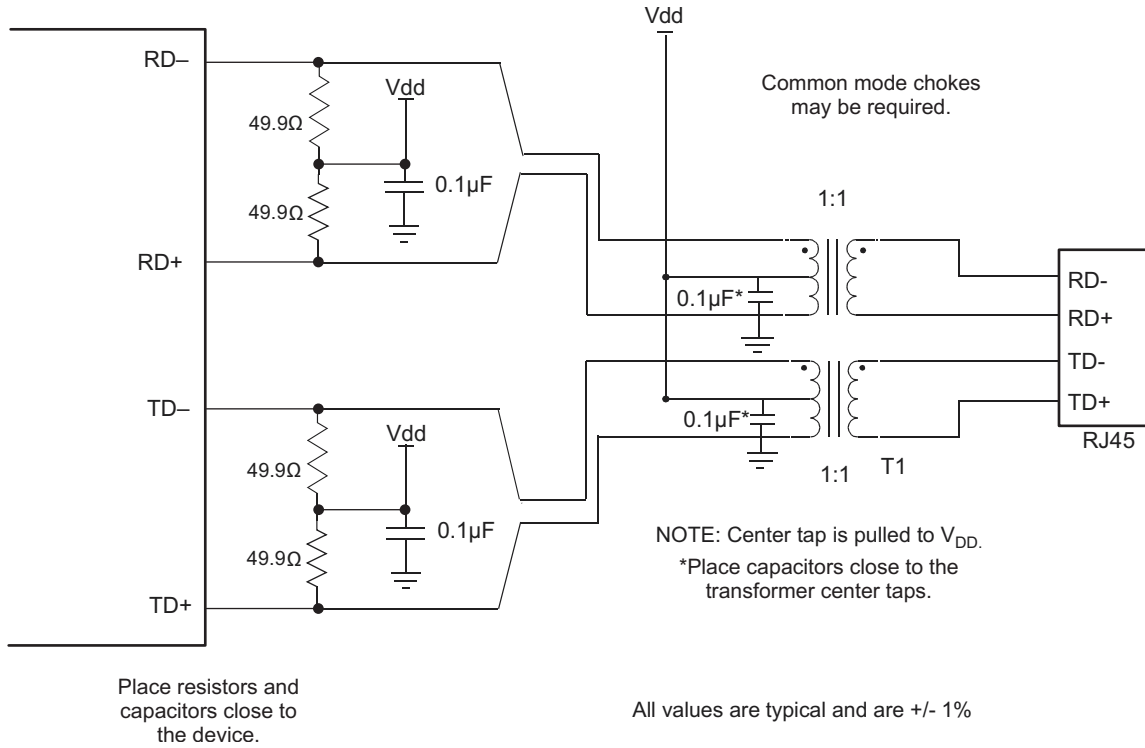 Vdd
RD–
Vdd
Common mode chokes
may be required.
49.9Ω
0.1µF
49.9Ω
1:1
RD+
0.1µF*
RD-
RD+
TD-
TD+
RJ45
TD–
Vdd
0.1µF*
1:1
T1
49.9Ω
0.1µF
49.9Ω
TD+
NOTE: Center tap is pulled to VDD.
*Place capacitors close to the
transformer center taps.
Place resistors and
capacitors close to
the device.
All values are typical and are +/- 1%